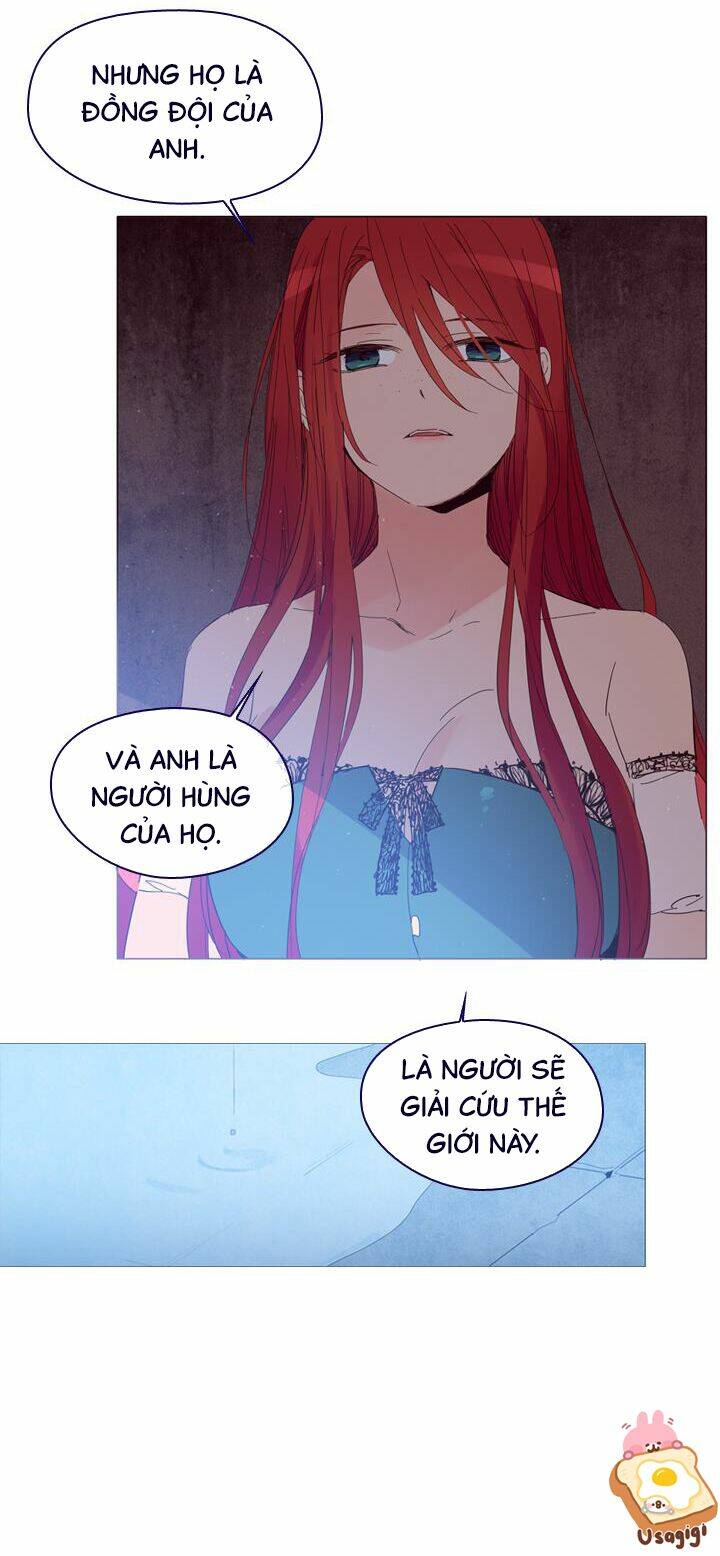 NHƯNG HỌ LÀ
ĐỒNG ĐỘI CỦA
ANH.
VÀ ANH LÀ
NGƯỜI HÙNG
CỦA HỌ.
LÀ NGƯỜI SẼ
GIẢI CỨU THẾ
GIỚI NÀY.
Usagigi